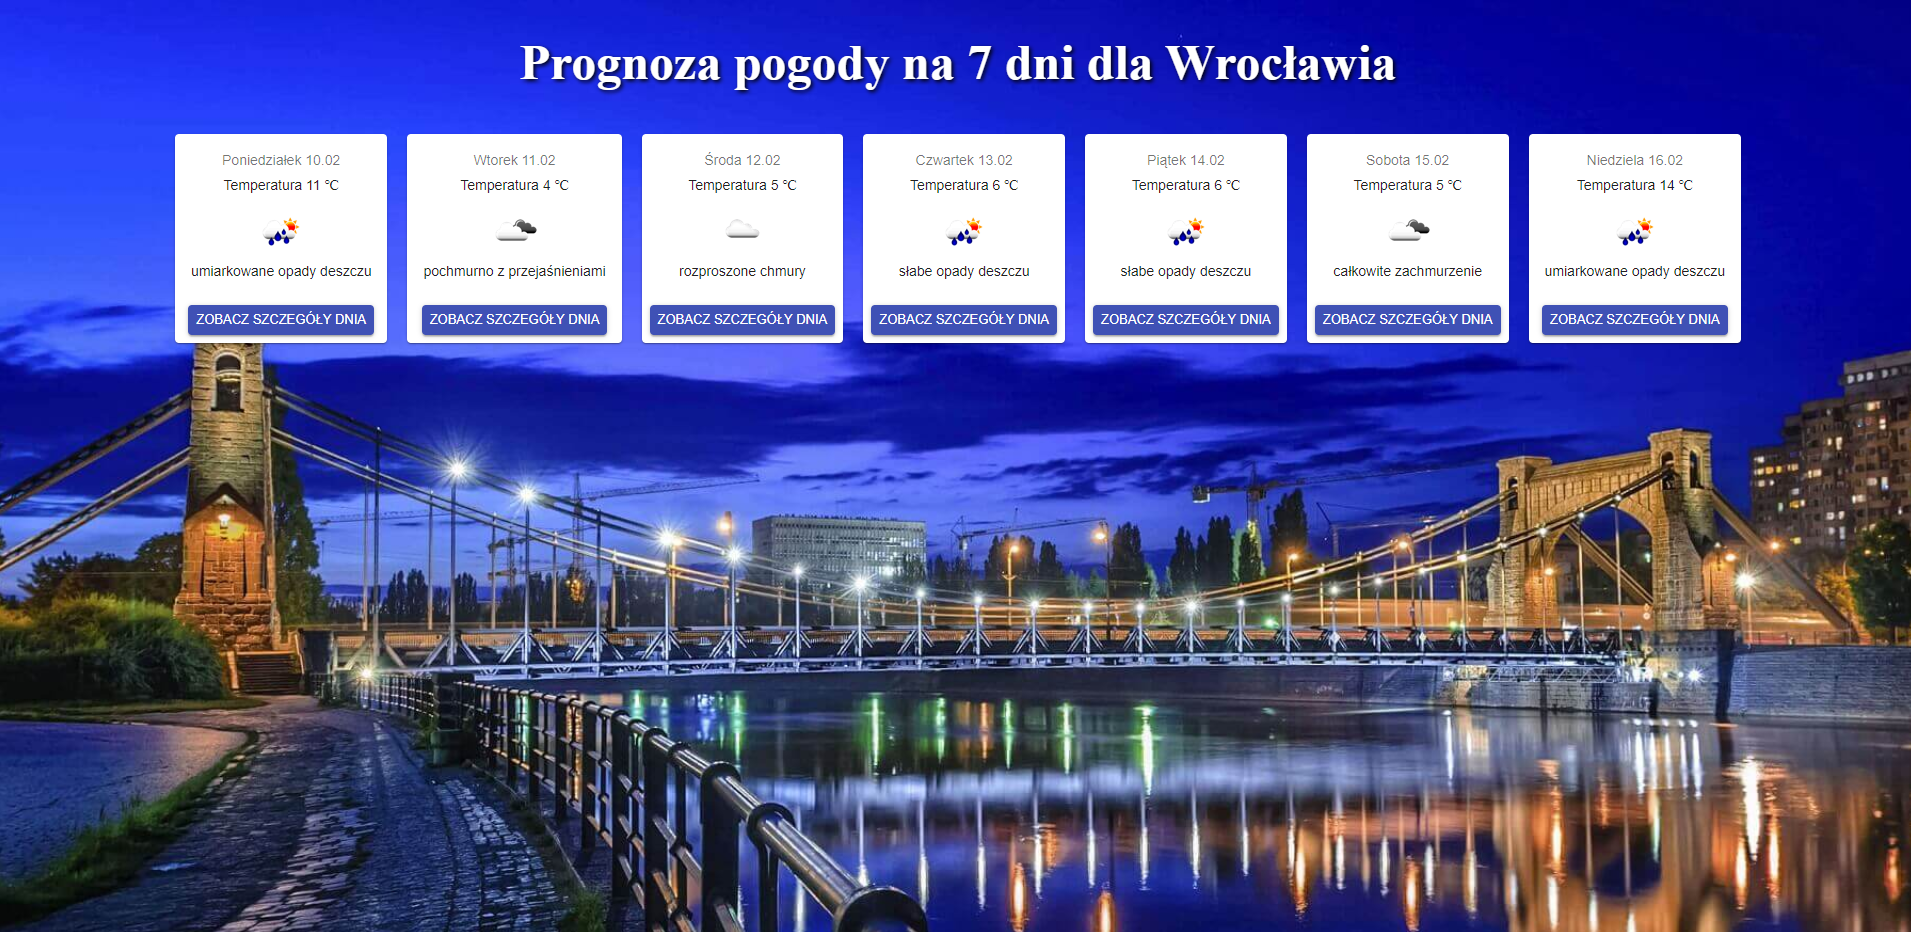 Prognoza pogody na 7 dni dla Wrocławia
Poniedziałek 10.02
Temperatura 11 °C
umiarkowane opady deszczu
ZOBACZ SZCZEGÓŁY DNIA
Wtorek 11.02
Temperatura 4 °C
pochmurno z przejaśnieniami
ZOBACZ SZCZEGÓŁY DNIA
Środa 12.02
Temperatura 5 °C
rozproszone chmury
ZOBACZ SZCZEGÓŁY DNIA
Czwartek 13.02
Temperatura 6 °C
słabe opady deszczu
ZOBACZ SZCZEGÓŁY DNIA
Piątek 14.02
Temperatura 6 °C
słabe opady deszczu
ZOBACZ SZCZEGÓŁY DNIA
Sobota 15.02
Temperatura 5 °C
całkowite zachmurzenie
ZOBACZ SZCZEGÓŁY DNIA
Niedziela 16.02
Temperatura 14 °C
umiarkowane opady deszczu
ZOBACZ SZCZEGÓŁY DNIA